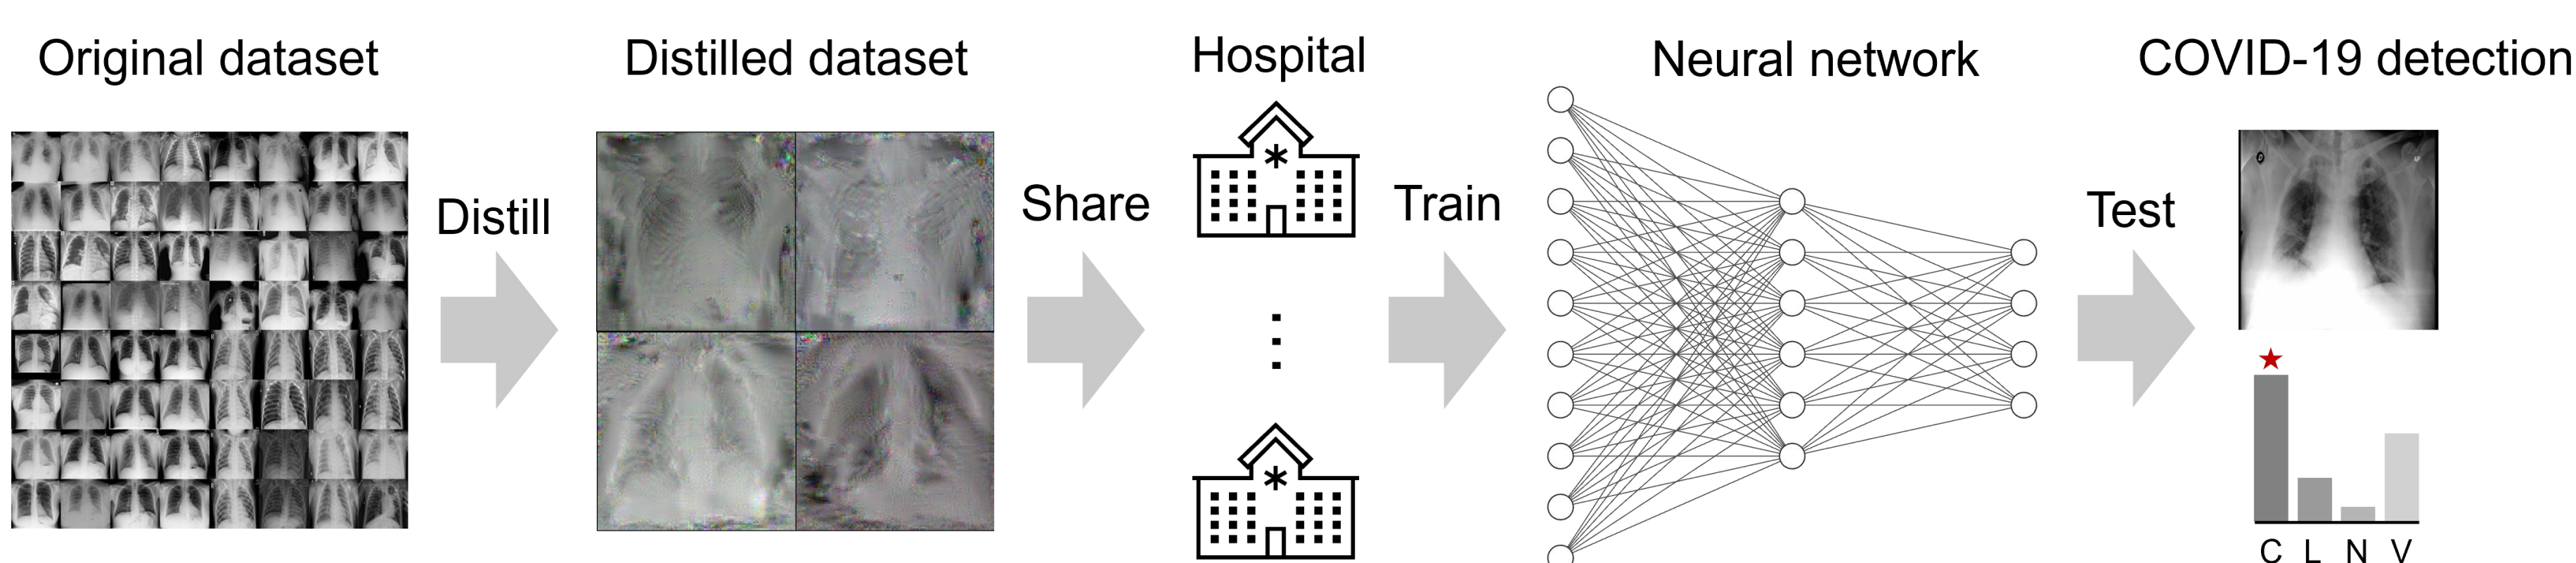 Original dataset
Distill
Distilled dataset
Share
Hospital
Train
Neural network
Test
COVID-19 detection
C L N V